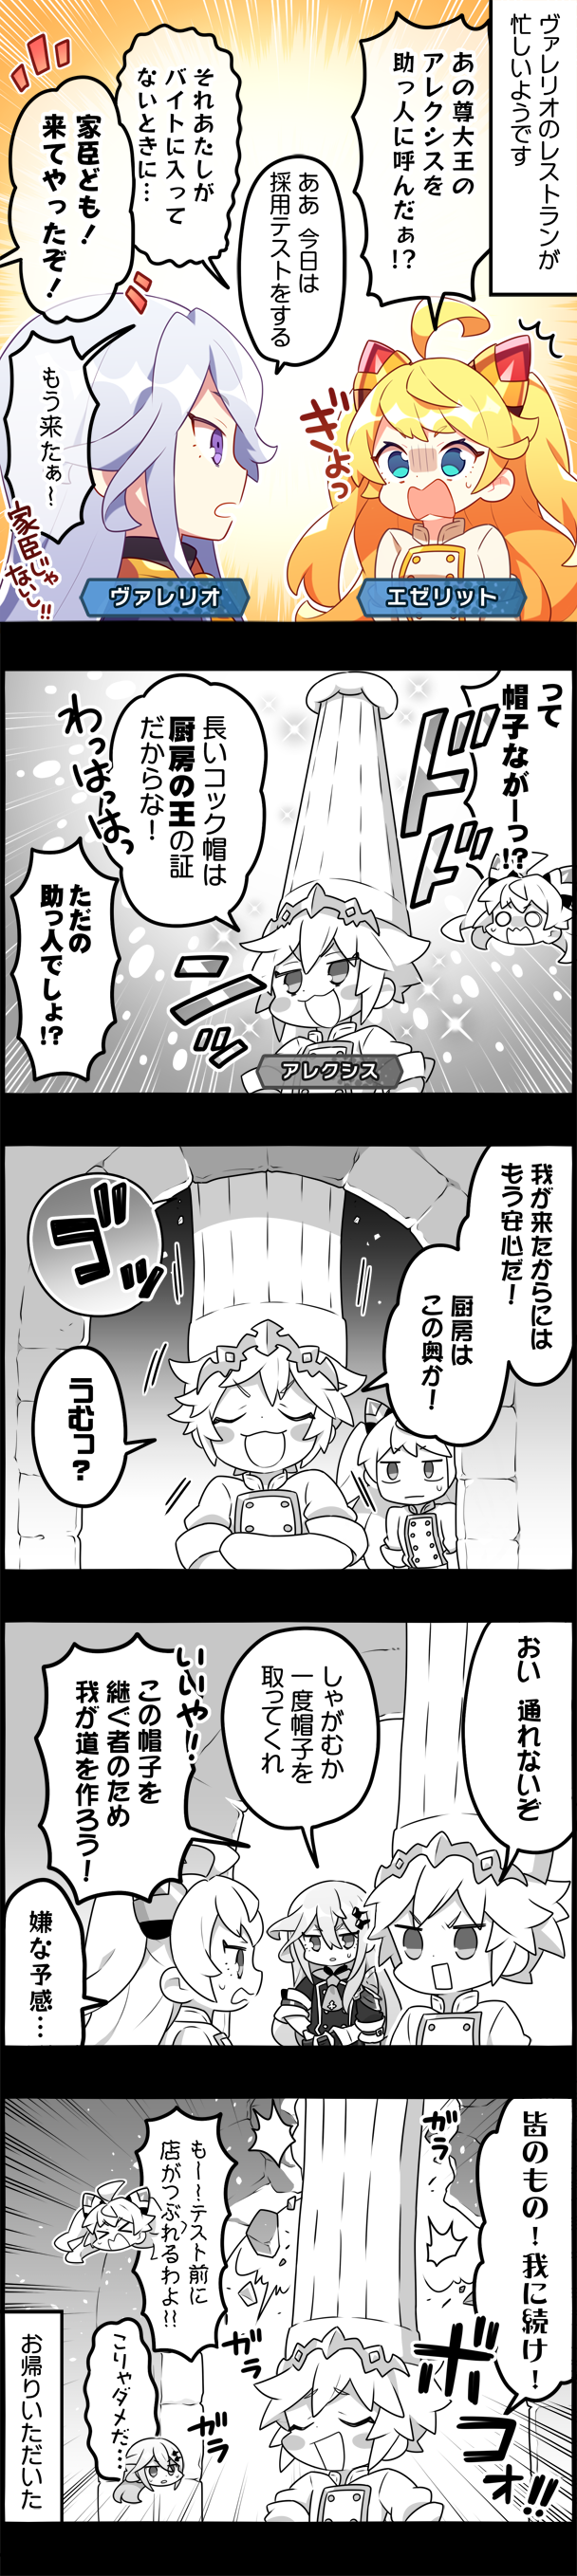 ヴァレリオのレストランが
忙しいようです
あの尊大王の
アレクシスを
助っ人に呼んだぁ!?
ああ 今日は
採用テストをする
それあたしが
バイトに入って
ないときに…
家臣ども!
来てやったぞ!
もう来たぁ~
家臣じゃ
ないし!!
ぎょっ
ヴァレリオ
エゼリット
って
帽子ながーっ!?
ドドド
長いコック帽は
厨房の王の証
だからな!
わっはっはっ
ただの
助っ人でしょ!?
ニッ
アレクシス
我が来たからには
もう安心だ!
厨房は
この奥か!
ゴッ
うむっ?
おい 通れないぞ
しゃがむか
一度帽子を
取ってくれ
いいや!!
この帽子を
継ぐ者のため
我が道を作ろう!
嫌な予感…
皆のもの!我に続け!
ボコォ!!
ガラ
ガラ
ガラ
も~~テスト前に
店がつぶれるわよ~!
こりゃダメだ…
お帰りいただいた